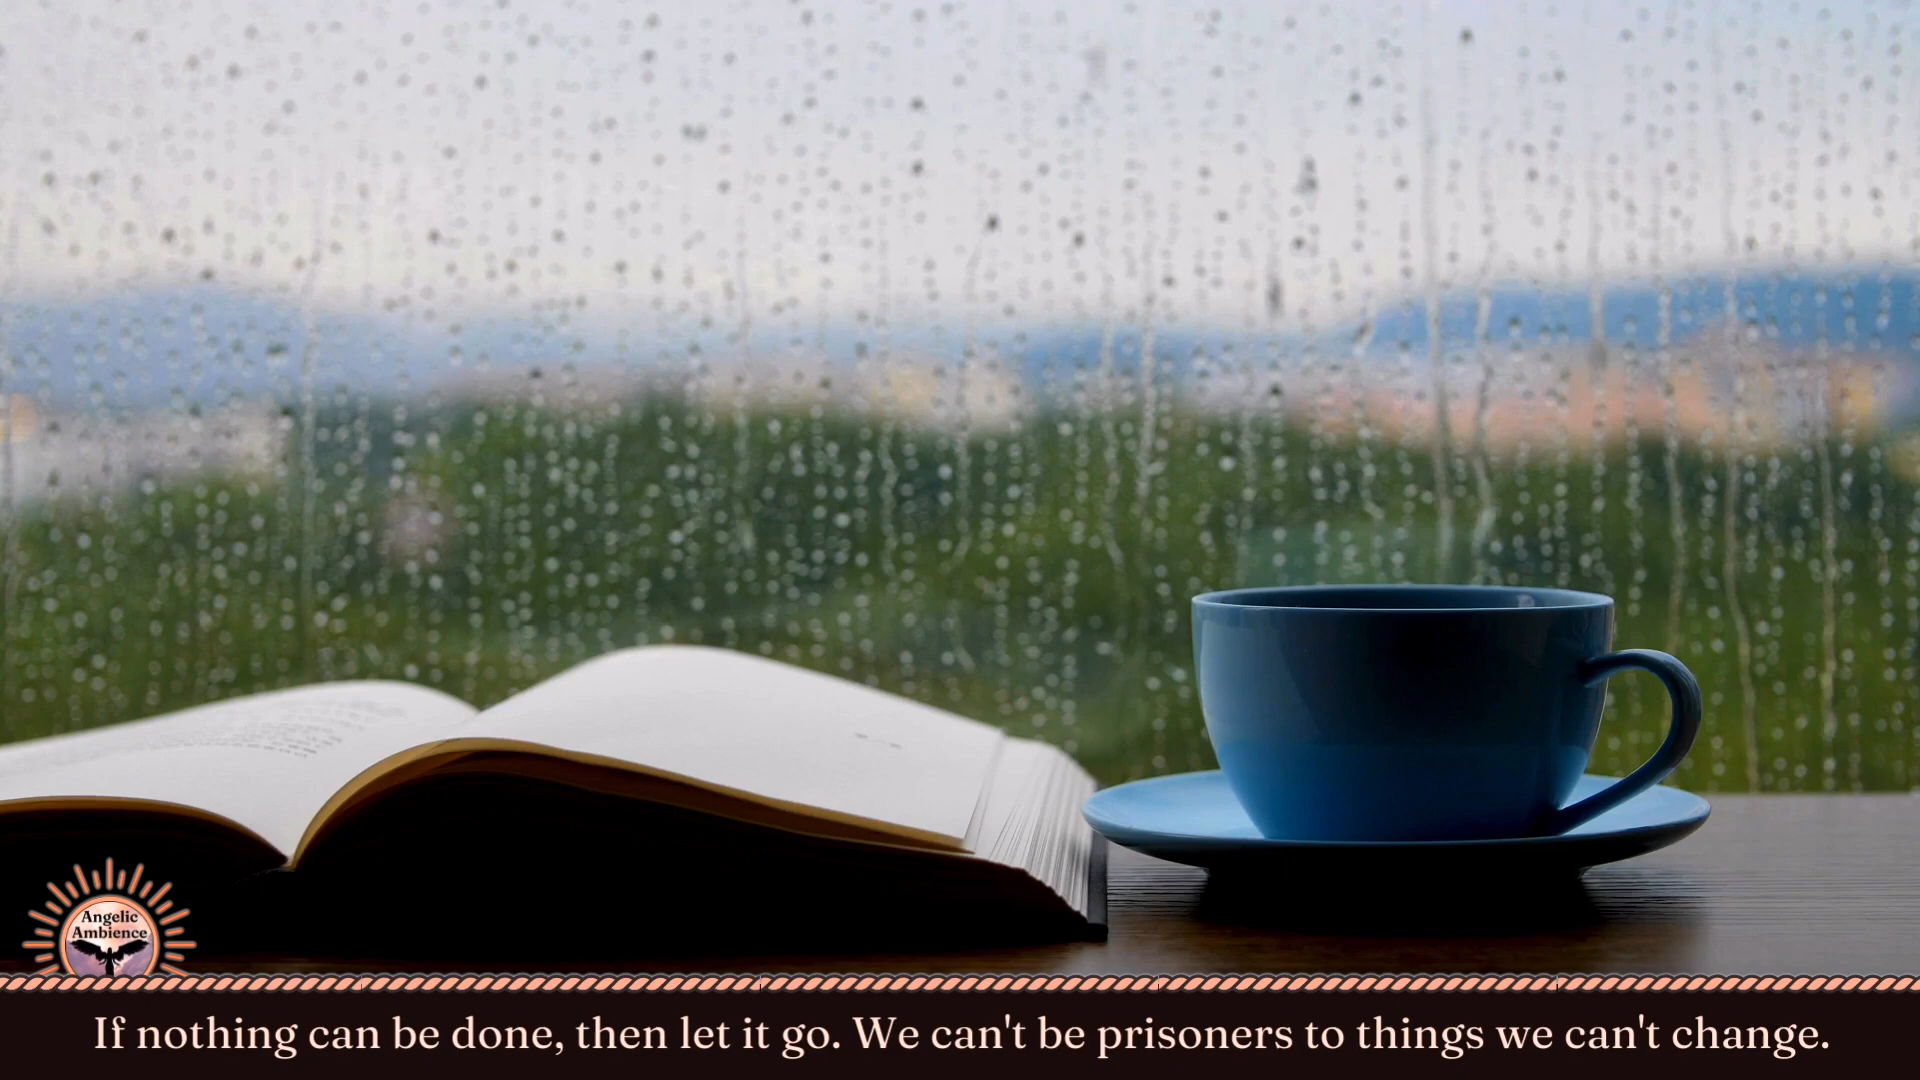 Angelic
Ambience
If nothing can be done, then let it go. We can't be prisoners to things we can't change.